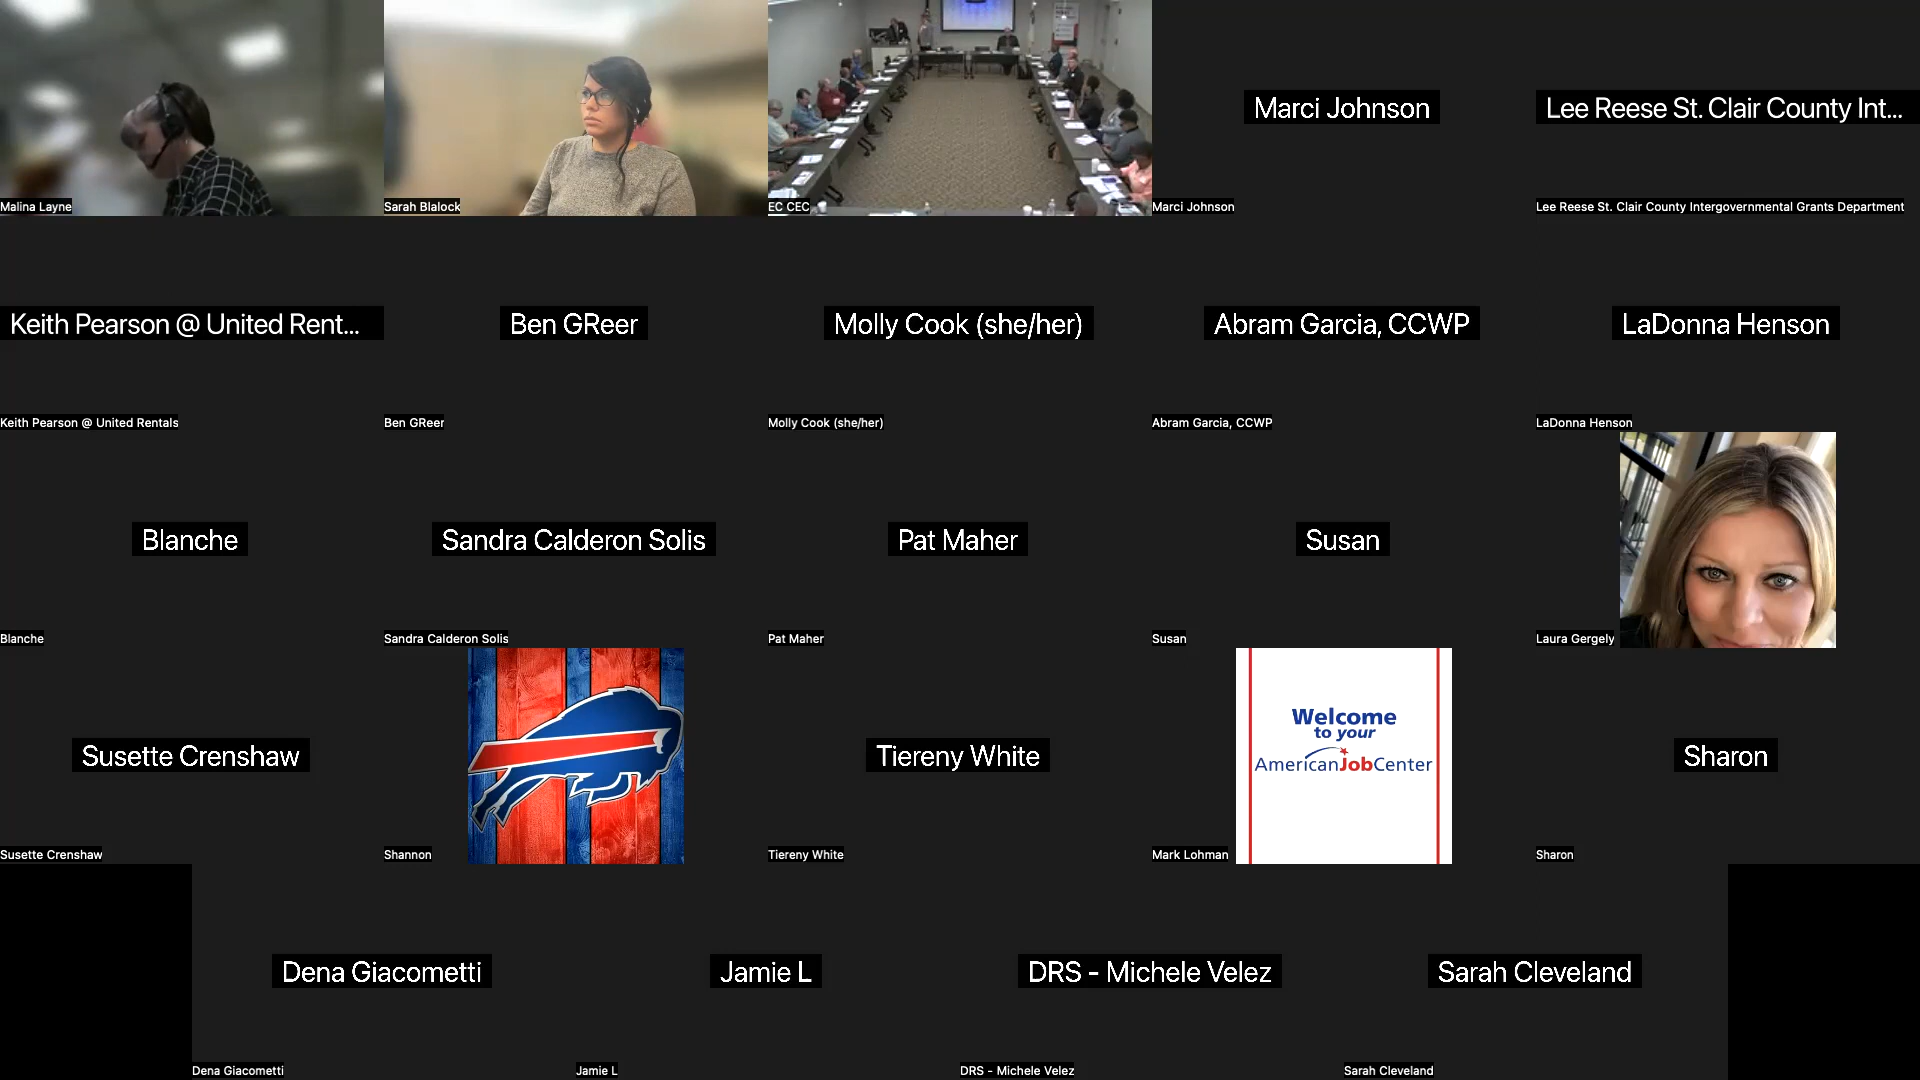 Malina Layne
Sarah Blalock
EC CEC
Marci Johnson
Marci Johnson
Lee Reese St. Clair County Int...
Lee Reese St. Clair County Intergovernmental Grants Department
Keith Pearson @ United Rent...
Keith Pearson @ United Rentals
Ben GReer
Ben GReer
Molly Cook (she/her)
Molly Cook (she/her)
Abram Garcia, CCWP
Abram Garcia, CCWP
LaDonna Henson
LaDonna Henson
Blanche
Blanche
Sandra Calderon Solis
Sandra Calderon Solis
Pat Maher
Pat Maher
Susan
Susan
Laura Gergely
Susette Crenshaw
Susette Crenshaw
Shannon
Tiereny White
Tiereny White
Welcome
to your
AmericanJobCenter
Mark Lohman
Sharon
Sharon
Dena Giacometti
Dena Giacometti
Jamie L
Jamie L
DRS - Michele Velez
DRS - Michele Velez
Sarah Cleveland
Sarah Cleveland